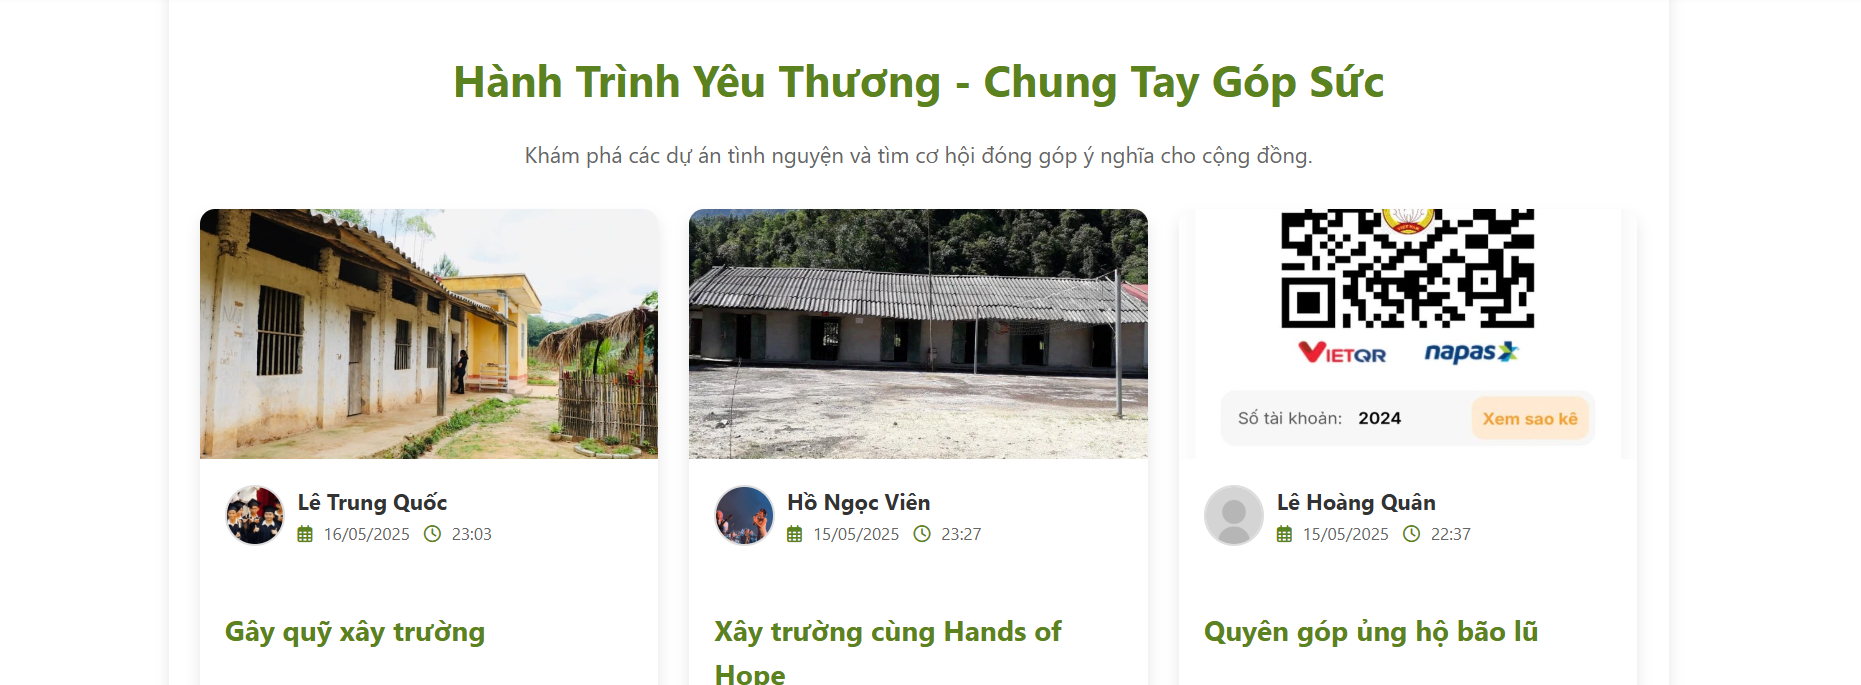 Hành Trình Yêu Thương - Chung Tay Góp Sức
Khám phá các dự án tình nguyện và tìm cơ hội đóng góp ý nghĩa cho cộng đồng.
VIỆT NAM
VIETQR napas
Số tài khoản: 2024 Xem sao kê
Lê Trung Quốc
16/05/2025 23:03
Hồ Ngọc Viên
15/05/2025 23:27
Lê Hoàng Quân
15/05/2025 22:37
Gây quỹ xây trường
Xây trường cùng Hands of
Hope
Quyên góp ủng hộ bão lũ